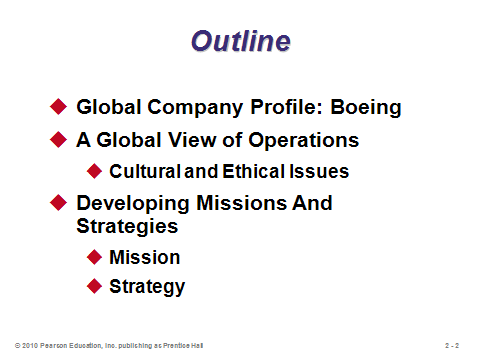 Outline
Global Company Profile: Boeing
A Global View of Operations
Cultural and Ethical Issues
Developing Missions And
Strategies
Mission
Strategy
© 2010 Pearson Education, Inc. publishing as Prentice Hall
2 - 2